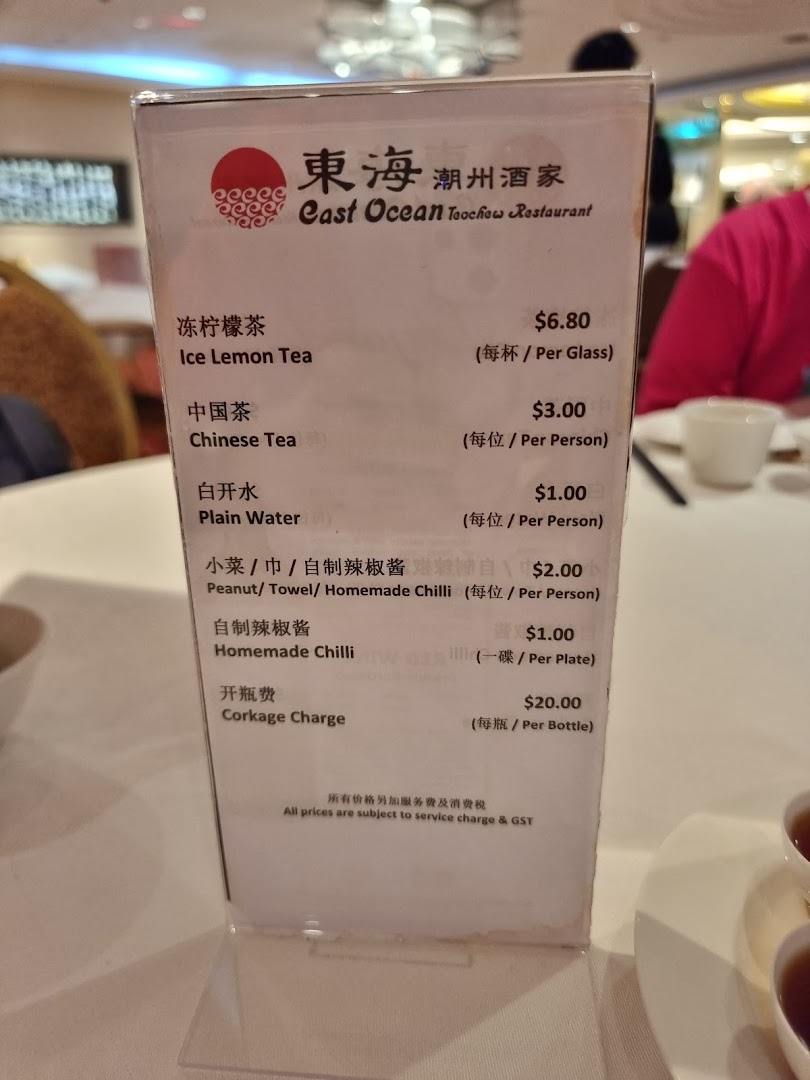 東海 潮州酒家
East Ocean Teochew Restaurant
冻柠檬茶 $6.80
Ice Lemon Tea (每杯 / Per Glass)
中国茶 $3.00
Chinese Tea (每位 / Per Person)
白开水 $1.00
Plain Water (每位 / Per Person)
小菜 / 巾 / 自制辣椒酱 $2.00
Peanut/ Towel/ Homemade Chilli (每位 / Per Person)
自制辣椒酱 $1.00
Homemade Chilli (一碟 / Per Plate)
开瓶费 $20.00
Corkage Charge (每瓶 / Per Bottle)
所有价格另加服务费及消费税
All prices are subject to service charge & GST